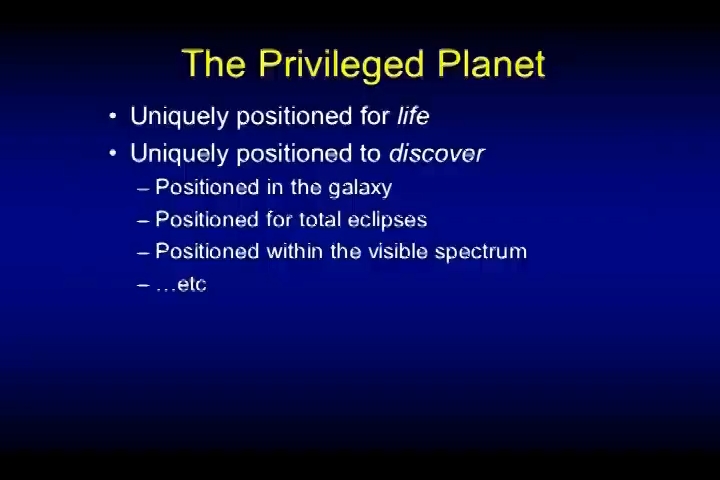 The Privileged Planet
• Uniquely positioned for life
• Uniquely positioned to discover
– Positioned in the galaxy
– Positioned for total eclipses
– Positioned within the visible spectrum
– …etc